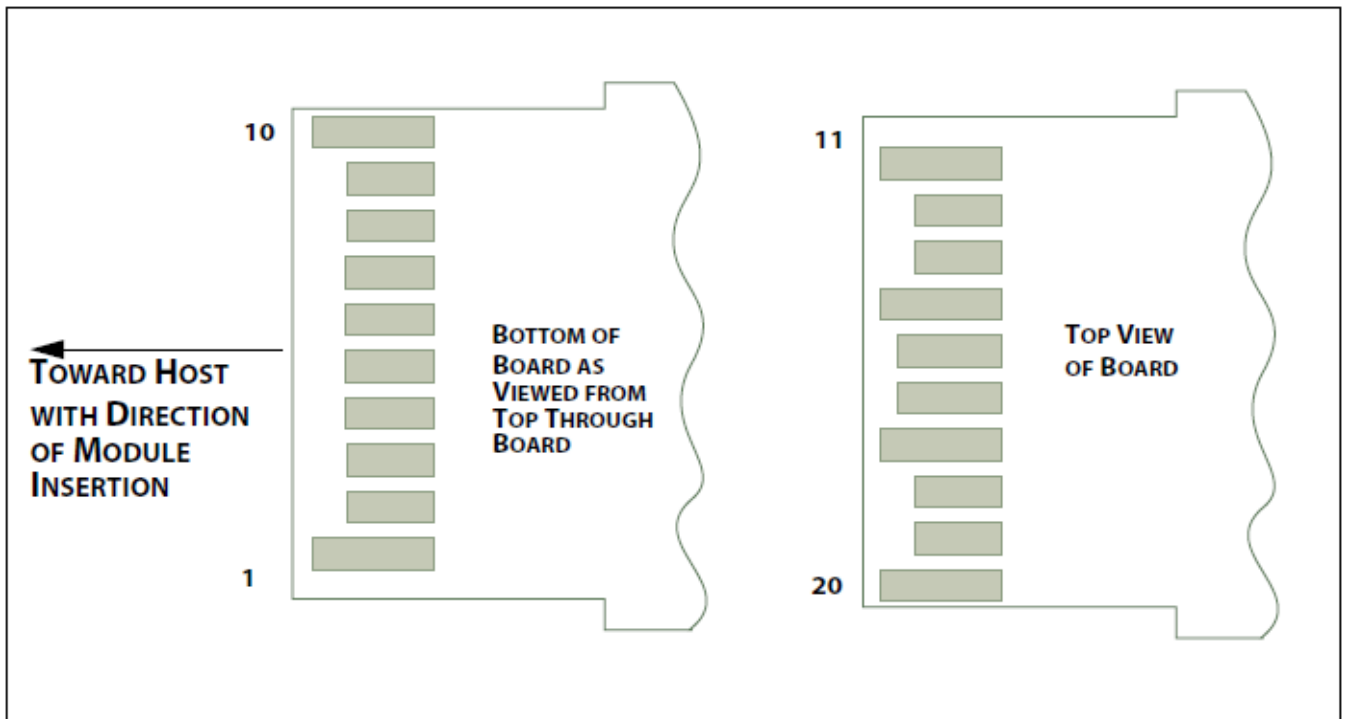 10
1
TOWARD HOST
WITH DIRECTION
OF MODULE
INSERTION
BOTTOM OF
BOARD AS
VIEWED FROM
TOP THROUGH
BOARD
11
20
TOP VIEW
OF BOARD